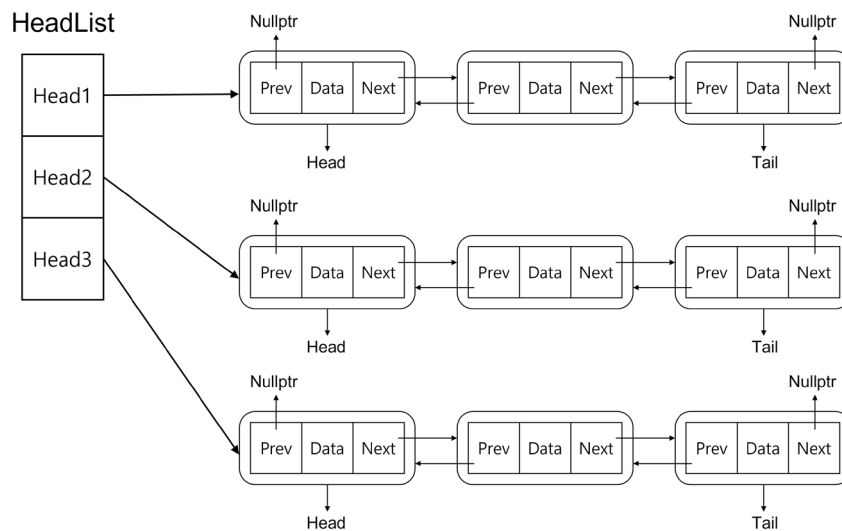 HeadList
Nullptr Nullptr
Head1 Prev Data Next Prev Data Next Prev Data Next
Head Tail
Head2
Nullptr Nullptr
Head3 Prev Data Next Prev Data Next Prev Data Next
Head Tail
Nullptr Nullptr
Prev Data Next Prev Data Next Prev Data Next
Head Tail